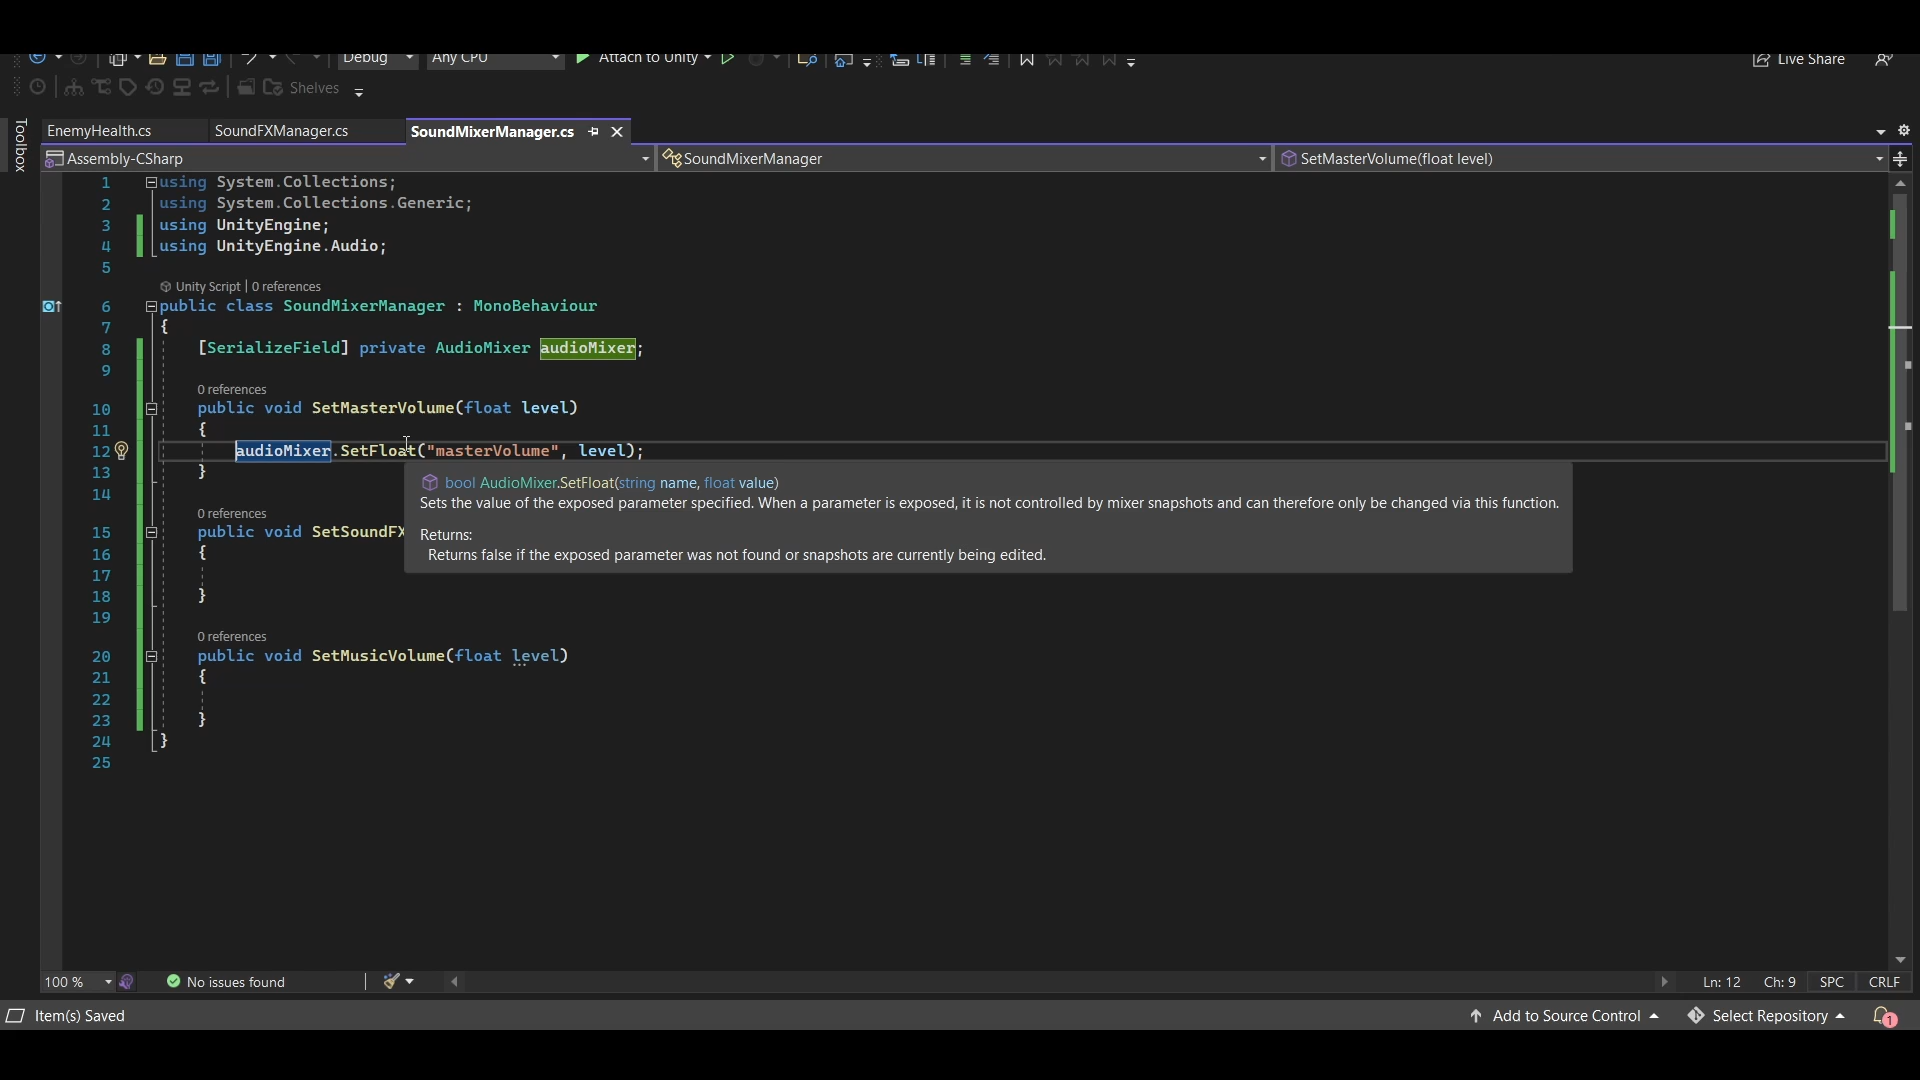 Debug Any CPU Attach to Unity Live Share
Shelves
Toolbox
EnemyHealth.cs SoundFXManager.cs SoundMixerManager.cs
Assembly-CSharp SoundMixerManager SetMasterVolume(float level)
1 using System.Collections;
2 using System.Collections.Generic;
3 using UnityEngine;
4 using UnityEngine.Audio;
5
Unity Script | 0 references
6 public class SoundMixerManager : MonoBehaviour
7 {
8 [SerializeField] private AudioMixer audioMixer;
9
0 references
10 public void SetMasterVolume(float level)
11 {
12 audioMixer.SetFloat("masterVolume", level);
13 }
14
bool AudioMixer.SetFloat(string name, float value)
Sets the value of the exposed parameter specified. When a parameter is exposed, it is not controlled by mixer snapshots and can therefore only be changed via this function.
Returns:
Returns false if the exposed parameter was not found or snapshots are currently being edited.
0 references
15 public void SetSoundFX
16 {
17
18 }
19
0 references
20 public void SetMusicVolume(float level)
21 {
22
23 }
24 }
25
100 % No issues found Ln: 12 Ch: 9 SPC CRLF
Item(s) Saved Add to Source Control Select Repository 1